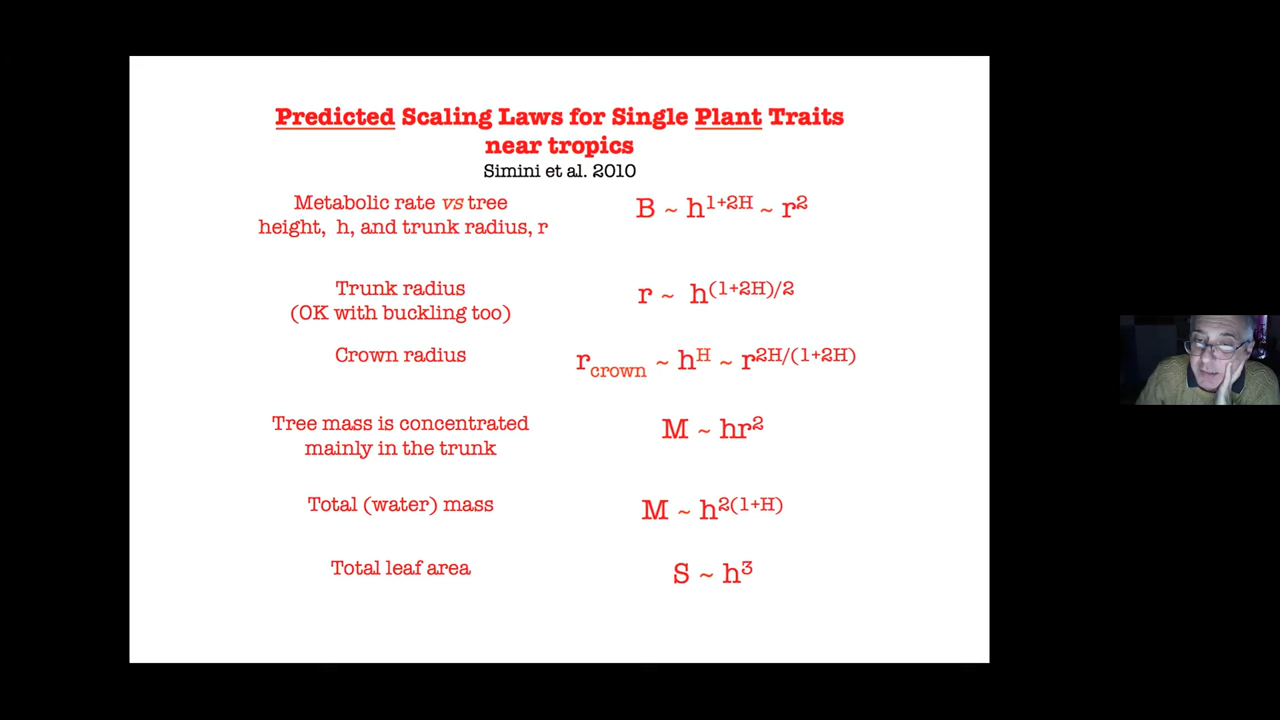 Predicted Scaling Laws for Single Plant Traits
near tropics
Simini et al. 2010
Metabolic rate vs tree
height, h, and trunk radius, r
B ~ h^{1+2H} ~ r^2
Trunk radius
(OK with buckling too)
r ~ h^{(1+2H)/2}
Crown radius
r_{crown} ~ h^H ~ r^{2H/(1+2H)}
Tree mass is concentrated
mainly in the trunk
M ~ hr^2
Total (water) mass
M ~ h^{2(1+H)}
Total leaf area
S ~ h^3